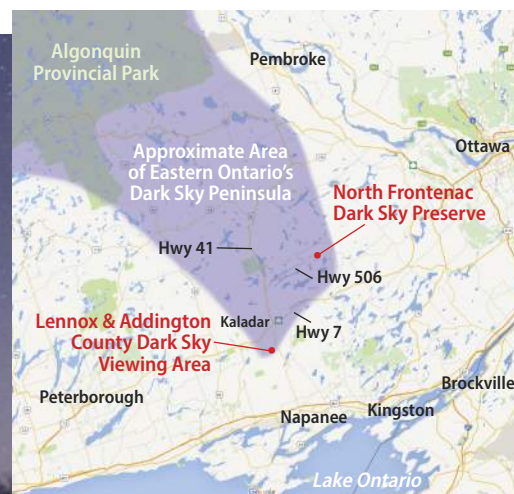 Algonquin
Provincial Park
Pembroke
Ottawa
Approximate Area
of Eastern Ontario's
Dark Sky Peninsula
North Frontenac
Dark Sky Preserve
Hwy 41
Hwy 506
Lennox & Addington
County Dark Sky
Viewing Area
Kaladar
Hwy 7
Peterborough
Brockville
Napanee
Kingston
Lake Ontario